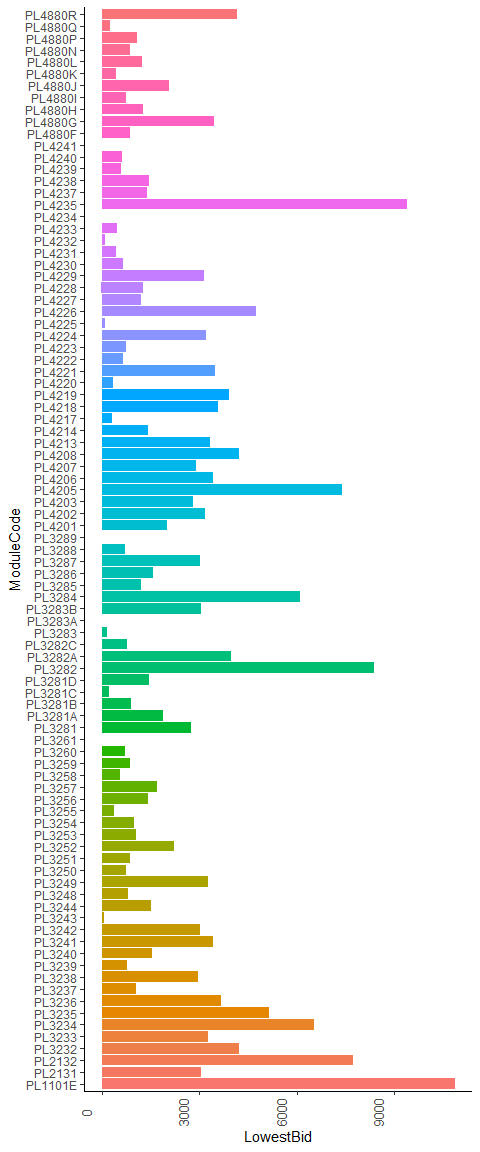 PL4880R
PL4880Q
PL4880P
PL4880N
PL4880L
PL4880K
PL4880J
PL4880I
PL4880H
PL4880G
PL4880F
PL4241
PL4240
PL4239
PL4238
PL4237
PL4235
PL4234
PL4233
PL4232
PL4231
PL4230
PL4229
PL4228
PL4227
PL4226
PL4225
PL4224
PL4223
PL4222
PL4221
PL4220
PL4219
PL4218
PL4217
PL4214
PL4213
PL4208
PL4207
PL4206
PL4205
PL4203
PL4202
PL4201
PL3289
PL3288
PL3287
PL3286
PL3285
PL3284
PL3283B
PL3283A
PL3283
PL3282C
PL3282A
PL3282
PL3281D
PL3281C
PL3281B
PL3281A
PL3281
PL3261
PL3260
PL3259
PL3258
PL3257
PL3256
PL3255
PL3254
PL3253
PL3252
PL3251
PL3250
PL3249
PL3248
PL3244
PL3243
PL3242
PL3241
PL3240
PL3239
PL3238
PL3237
PL3236
PL3235
PL3234
PL3233
PL3232
PL2132
PL2131
PL1101E
ModuleCode
0
3000
6000
9000
LowestBid